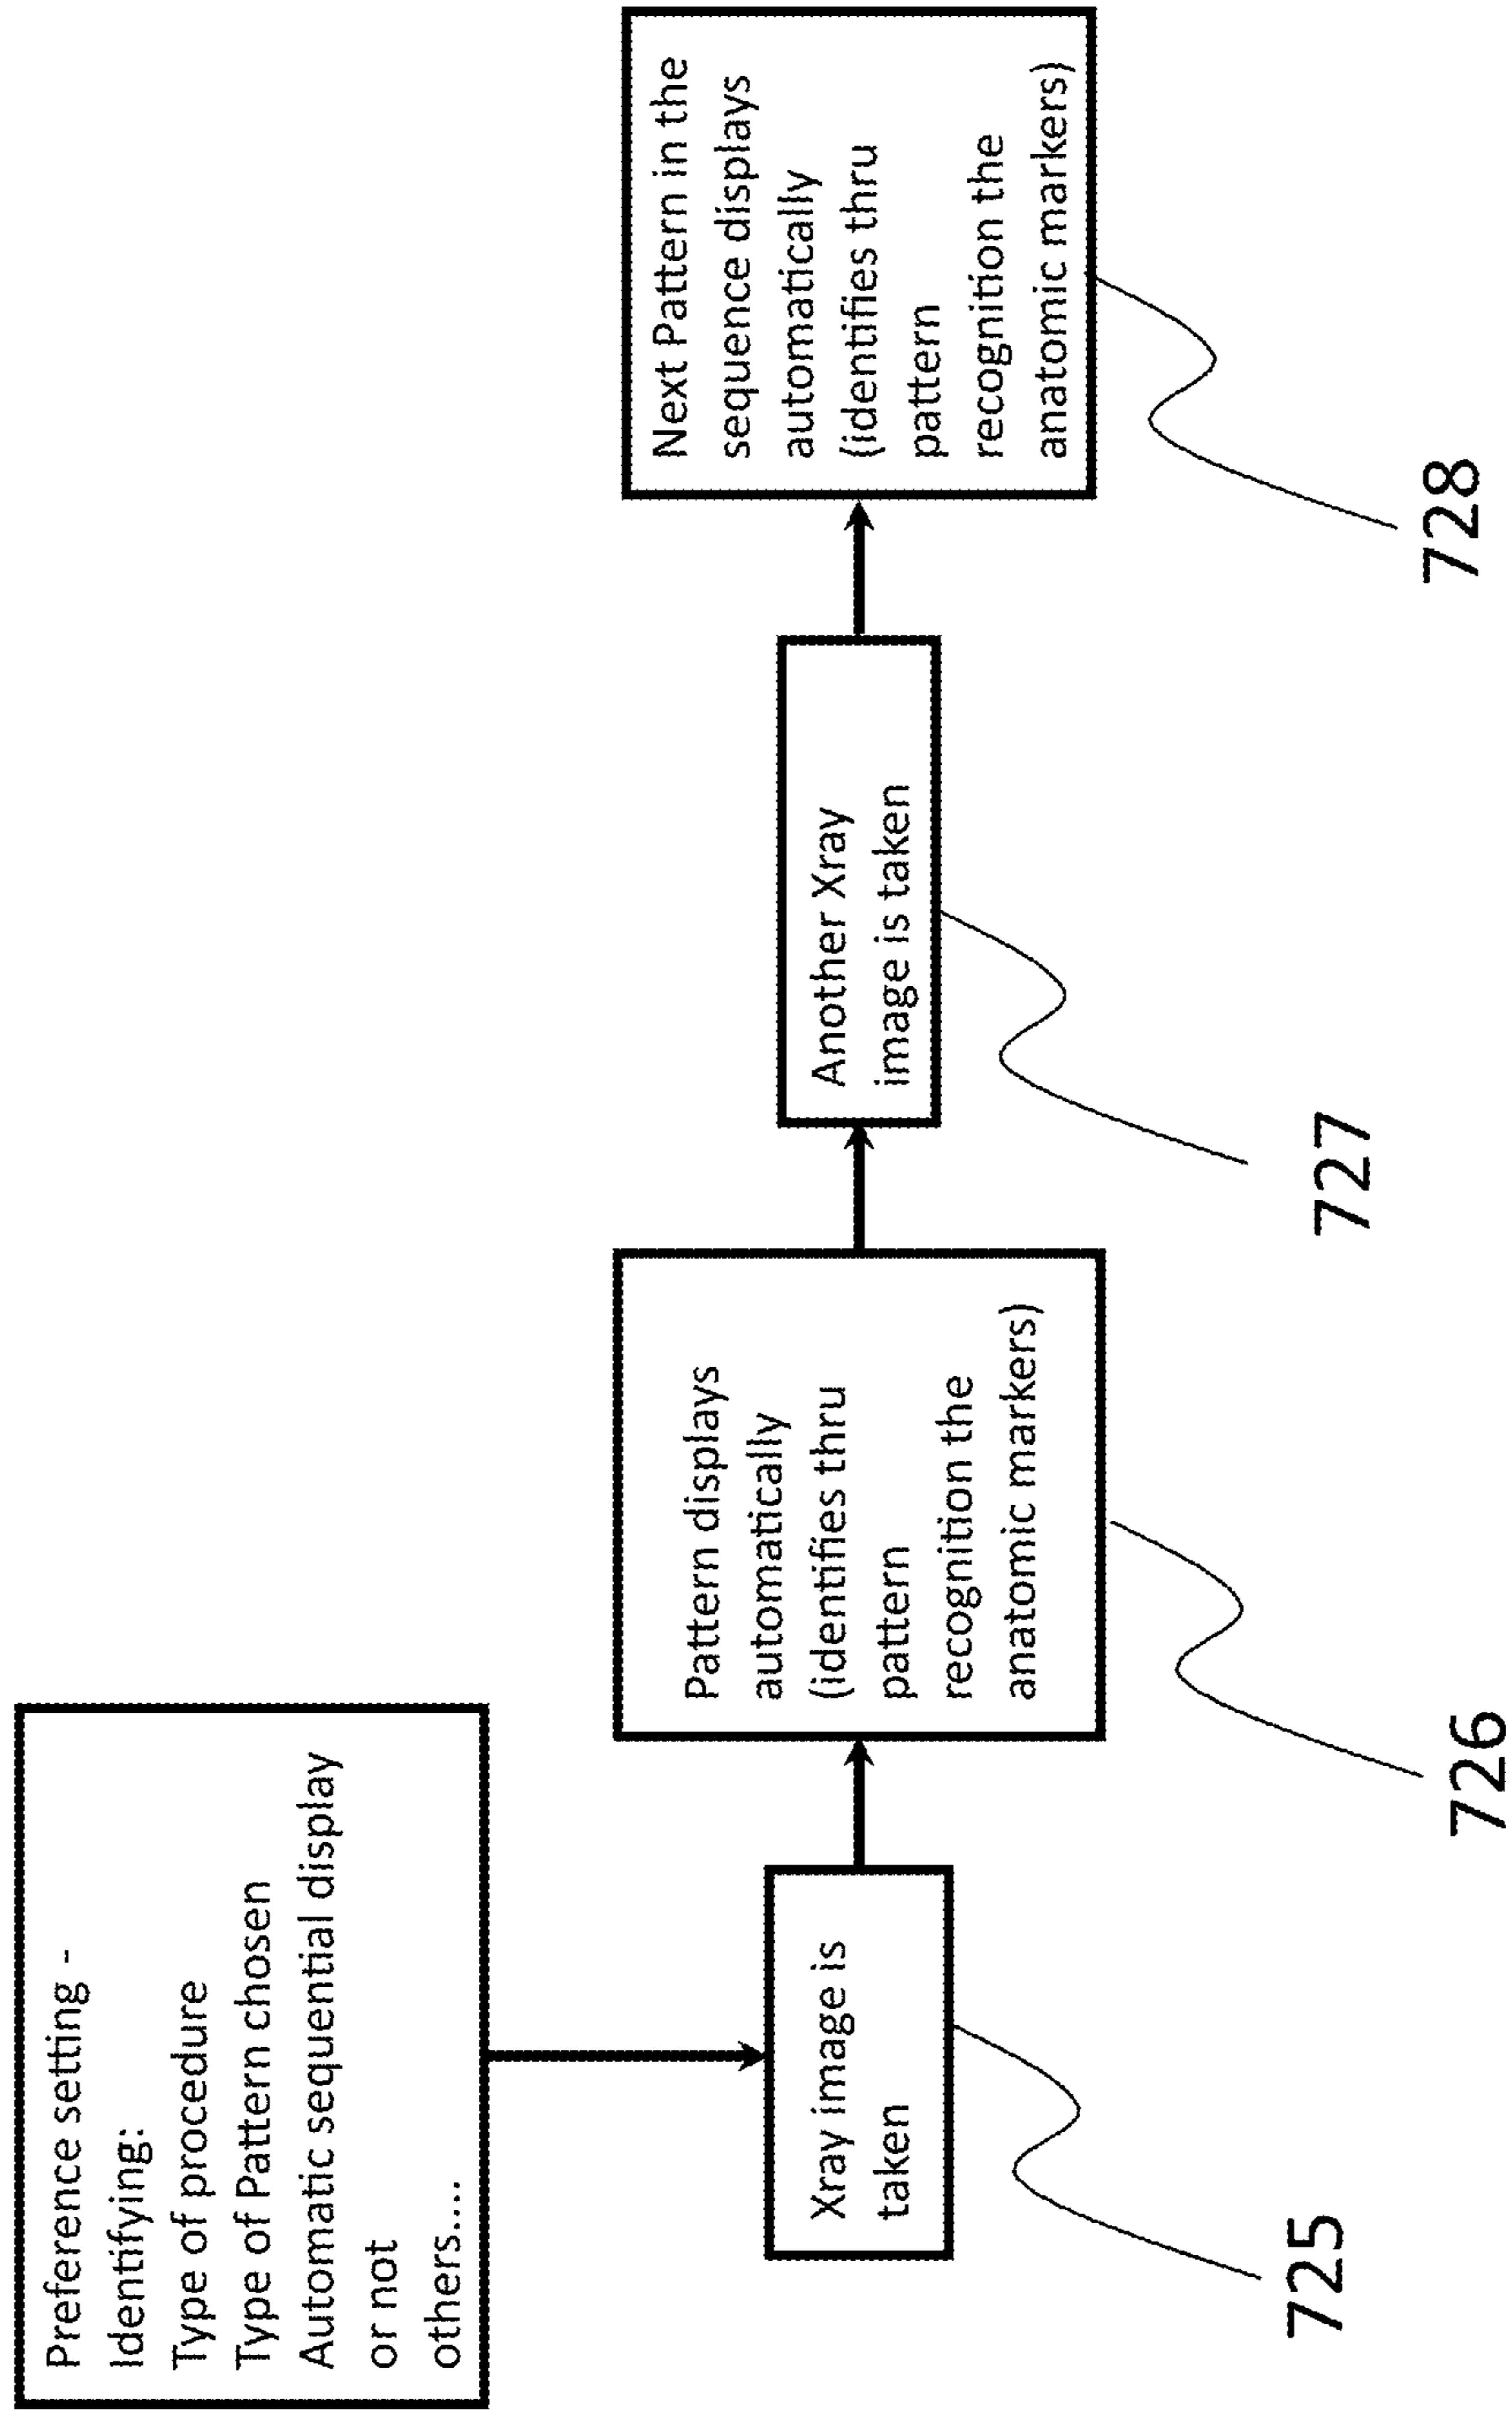 Preference setting -
Identifying:
Type of procedure
Type of Pattern chosen
Automatic sequential display
or not
others....
Xray image is
taken
725
Pattern displays
automatically
(identifies thru
pattern
recognition the
anatomic markers)
726
Another Xray
image is taken
727
Next Pattern in the
sequence displays
automatically
(identifies thru
pattern
recognition the
anatomic markers)
728